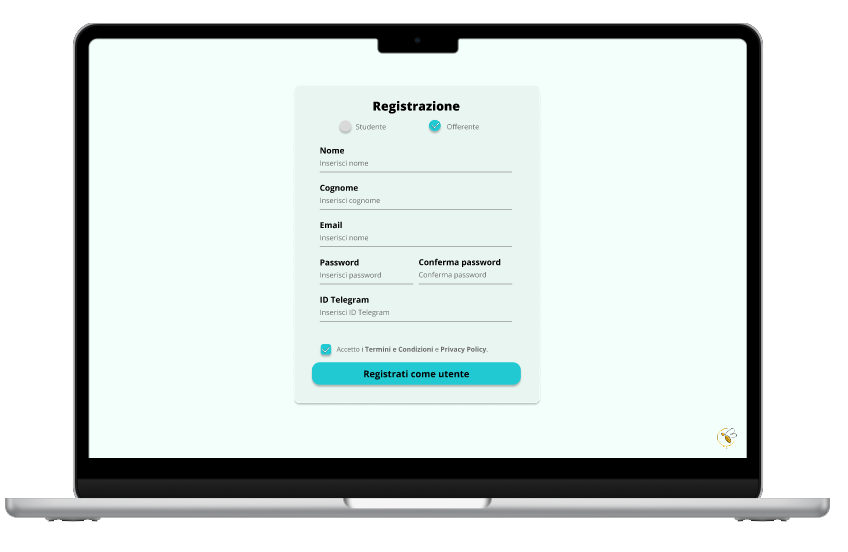 Registrazione
Studente Offerente
Nome
Inserisci nome
Cognome
Inserisci cognome
Email
Inserisci nome
Password Conferma password
Inserisci password Conferma password
ID Telegram
Inserisci ID Telegram
Accetto i Termini e Condizioni e Privacy Policy.
Registrati come utente